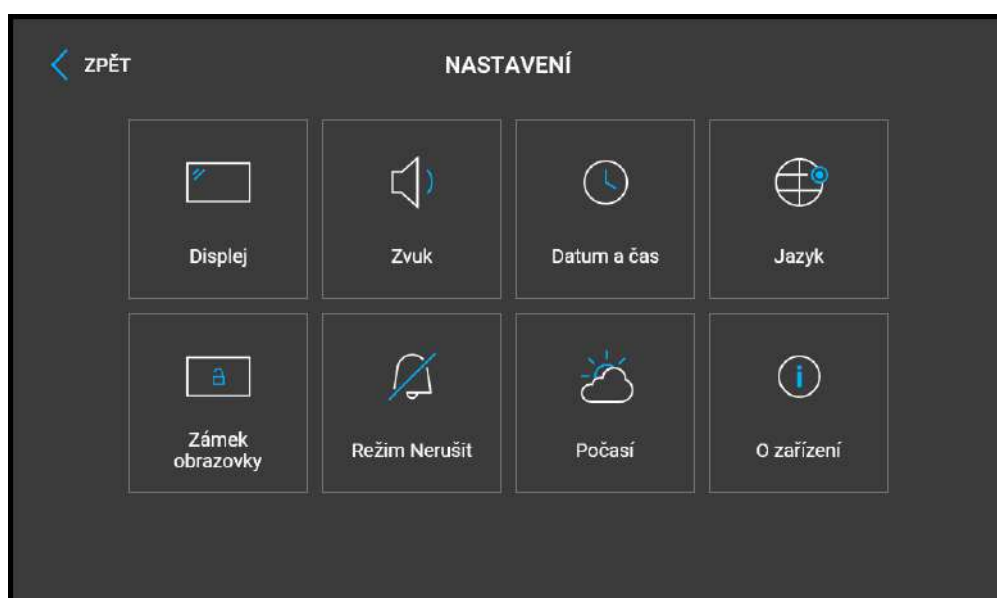 ZPĚT
NASTAVENÍ
Displej
Zvuk
Datum a čas
Jazyk
Zámek
obrazovky
Režim Nerušit
Počasí
O zařízení